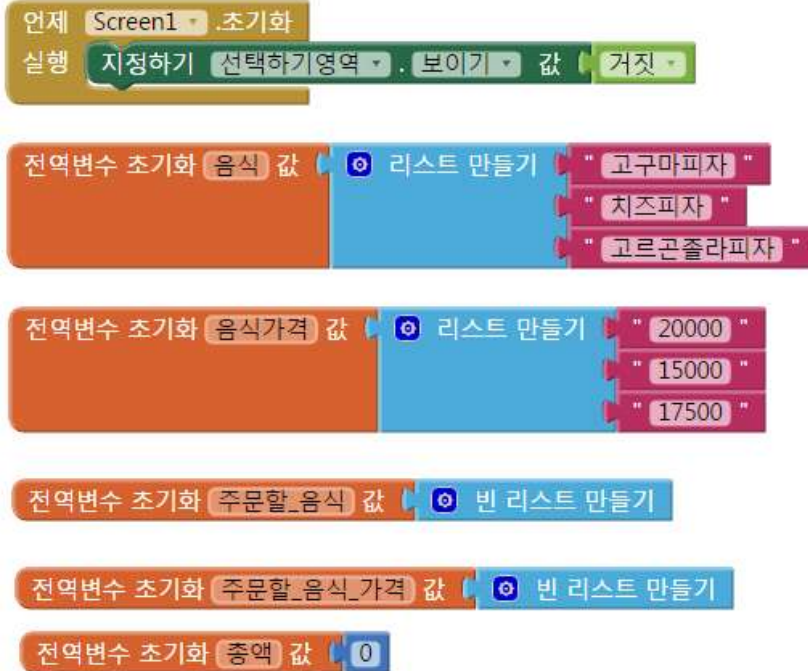 언제 Screen1 .초기화
실행 지정하기 선택하기영역 . 보이기 값 거짓
전역변수 초기화 음식 값 리스트 만들기 " 고구마피자 "
" 치즈피자 "
" 고르곤졸라피자 "
전역변수 초기화 음식가격 값 리스트 만들기 " 20000 "
" 15000 "
" 17500 "
전역변수 초기화 주문할_음식 값 빈 리스트 만들기
전역변수 초기화 주문할_음식_가격 값 빈 리스트 만들기
전역변수 초기화 총액 값 0